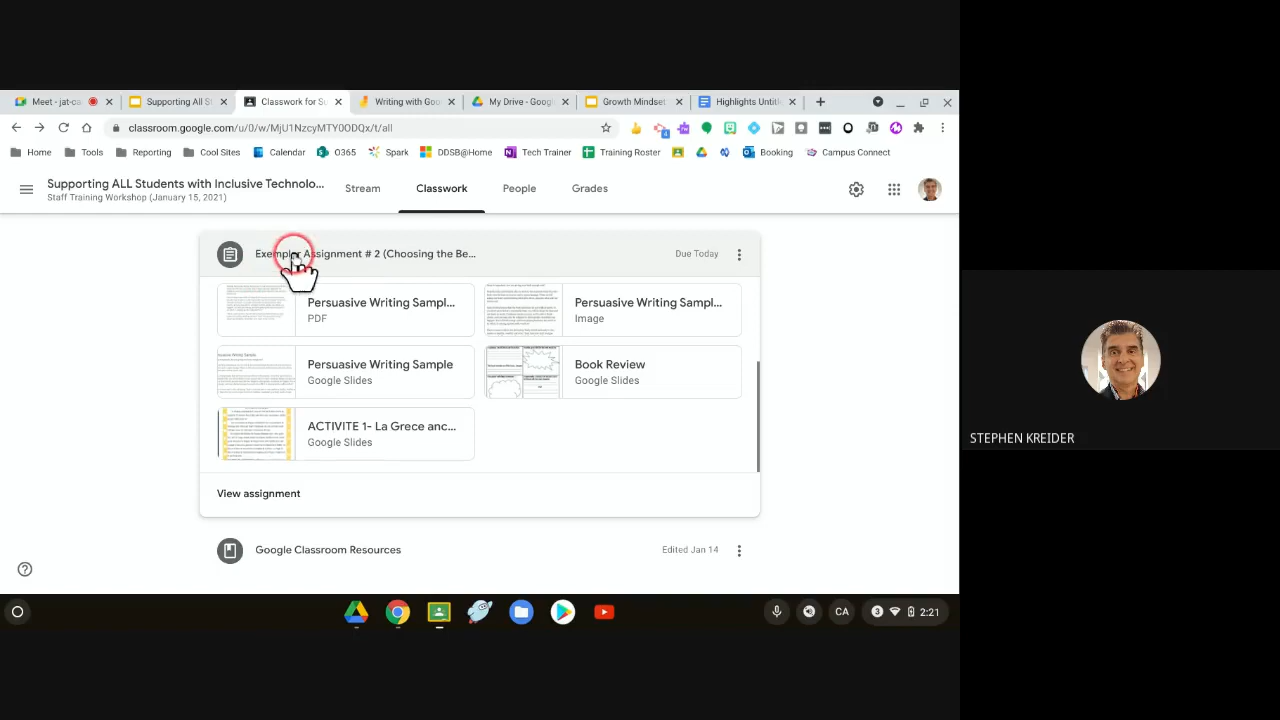 Meet - jat-ca
Supporting All St
Classwork for Su
Writing with Goo
My Drive - Googl
Growth Mindset
Highlights Untitl
classroom.google.com/u/0/w/MjU1NzcyMTY0ODQx/t/all
Home
Tools
Reporting
Cool Sites
Calendar
O365
Spark
DDSB@Home
Tech Trainer
Training Roster
Booking
Campus Connect
Supporting ALL Students with Inclusive Technolo...
Staff Training Workshop (January 15, 2021)
Stream
Classwork
People
Grades
Exemplar Assignment # 2 (Choosing the Be...
Due Today
Persuasive Writing Sampl...
PDF
Persuasive Writing Sampl...
Image
Persuasive Writing Sample
Google Slides
Book Review
Google Slides
ACTIVITE 1- La Grece anc...
Google Slides
View assignment
Google Classroom Resources
Edited Jan 14
CA
3
2:21
STEPHEN KREIDER